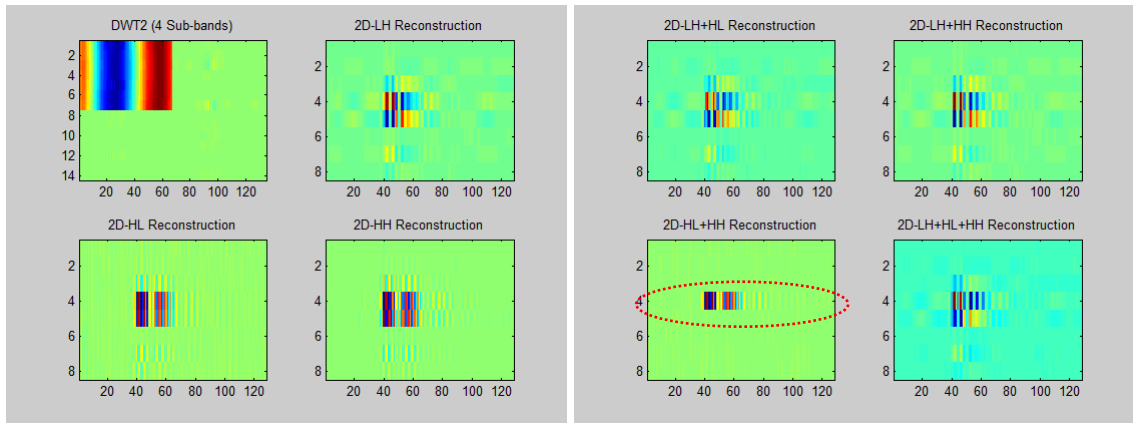 DWT2 (4 Sub-bands)
2
4
6
8
10
12
14
20 40 60 80 100 120
2D-LH Reconstruction
2
4
6
8
20 40 60 80 100 120
2D-HL Reconstruction
2
4
6
8
20 40 60 80 100 120
2D-HH Reconstruction
2
4
6
8
20 40 60 80 100 120
2D-LH+HL Reconstruction
2
4
6
8
20 40 60 80 100 120
2D-LH+HH Reconstruction
2
4
6
8
20 40 60 80 100 120
2D-HL+HH Reconstruction
2
4
6
8
20 40 60 80 100 120
2D-LH+HL+HH Reconstruction
2
4
6
8
20 40 60 80 100 120